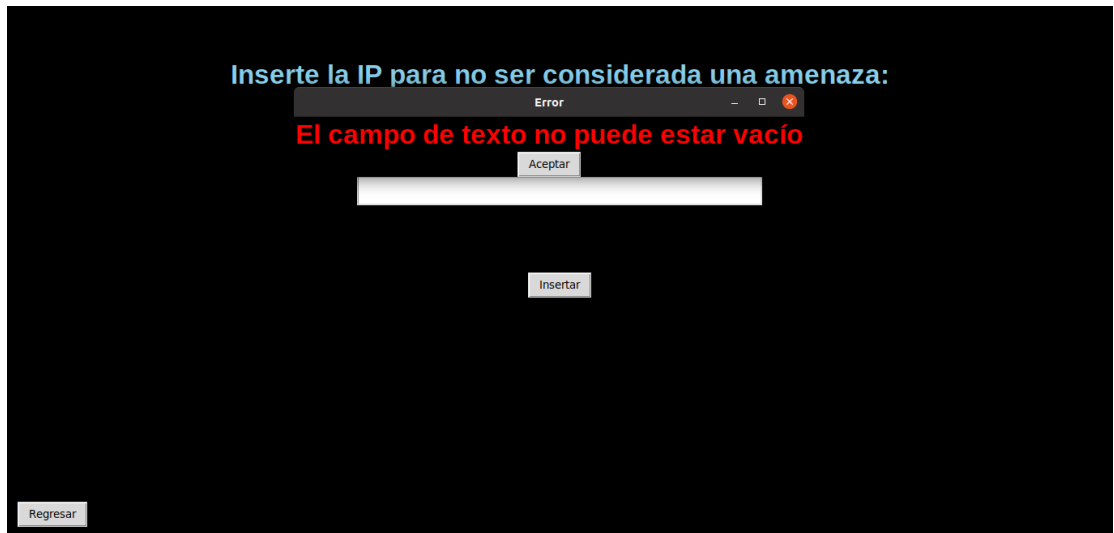 Inserte la IP para no ser considerada una amenaza:
Error
El campo de texto no puede estar vacío
Aceptar
Insertar
Regresar